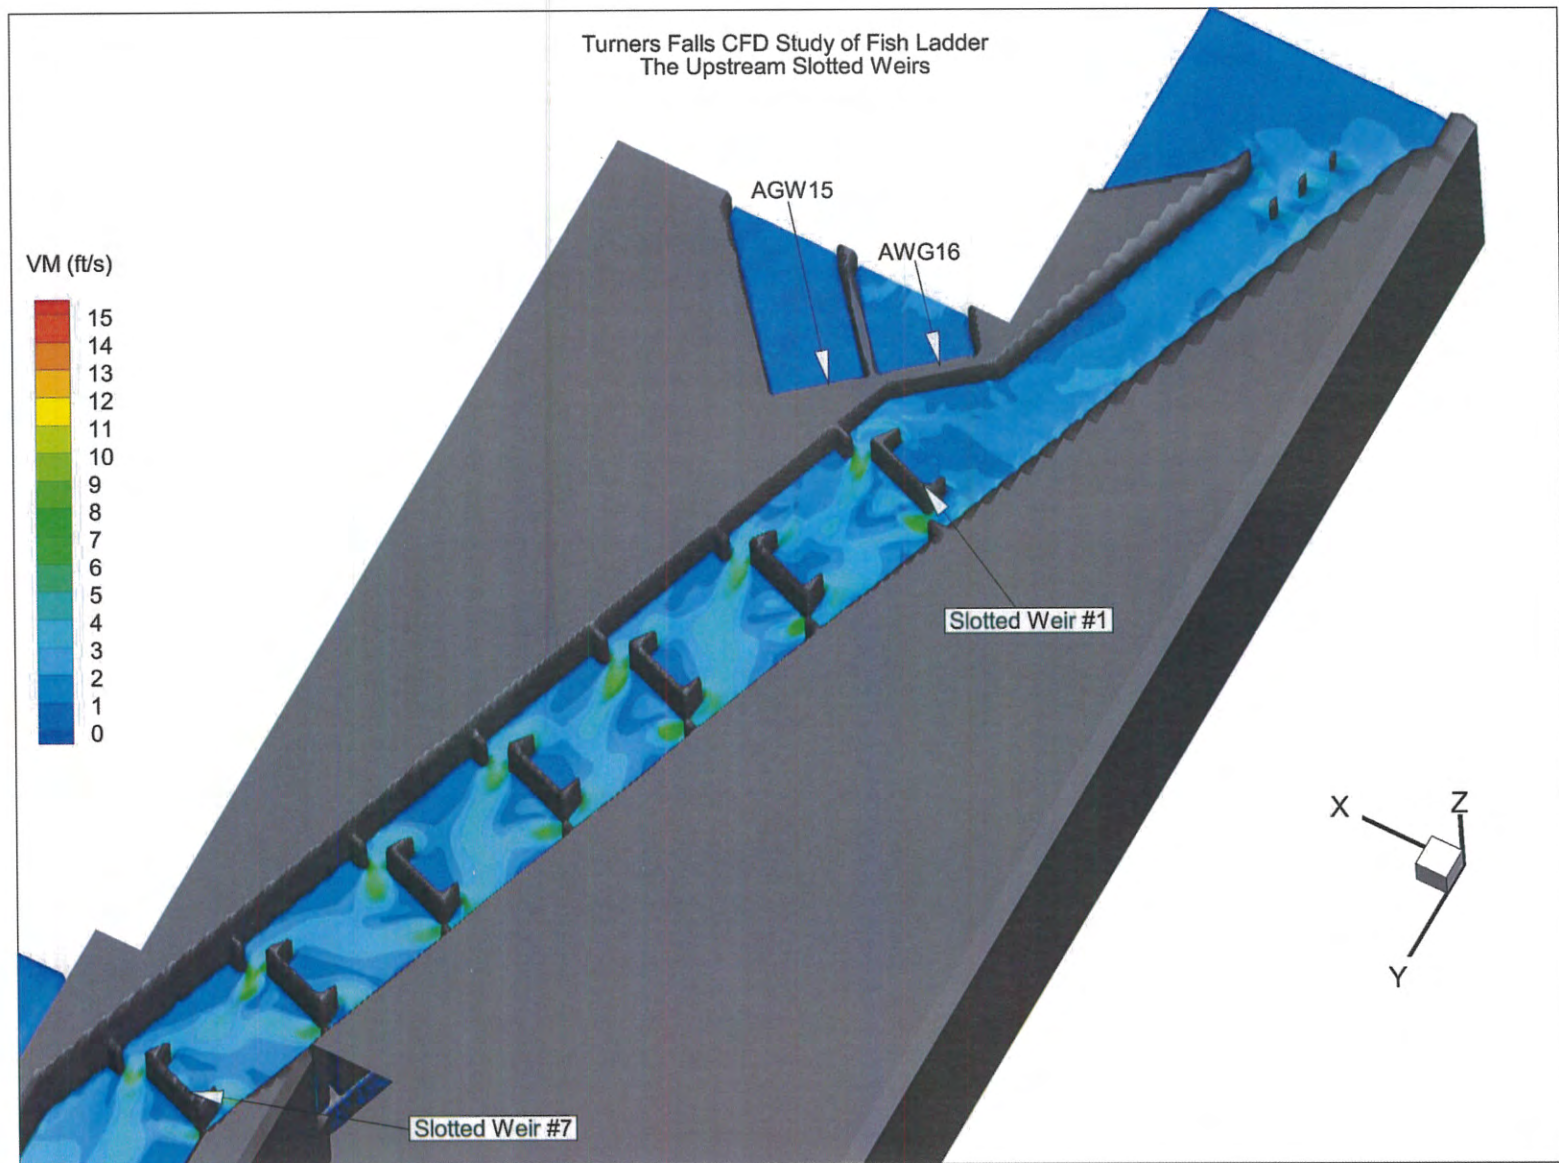 Turners Falls CFD Study of Fish Ladder
The Upstream Slotted Weirs
AGW15
AWG16
VM (ft/s)
15
14
13
12
11
10
9
8
7
6
5
4
3
2
1
0
Slotted Weir #1
X
Z
Y
Slotted Weir #7